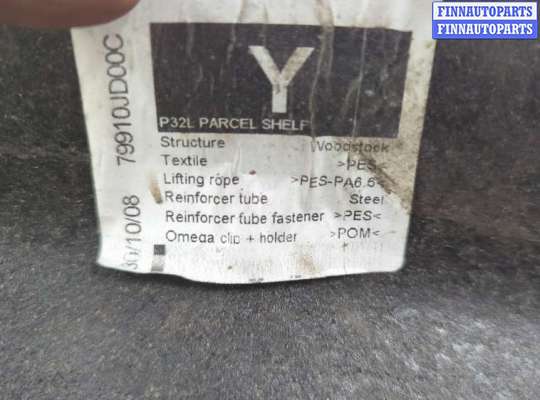 FINNAUTOPARTS
FINNAUTOPARTS
FINNAUTOPARTS
Y
P32L PARCEL SHELF
Structure Woodstock
Textile >PES<
Lifting rope >PES-PA6.6<
Reinforcer tube Steel
Reinforcer tube fastener >PES<
Omega clip + holder >POM<
30/10/08 79910JD00C